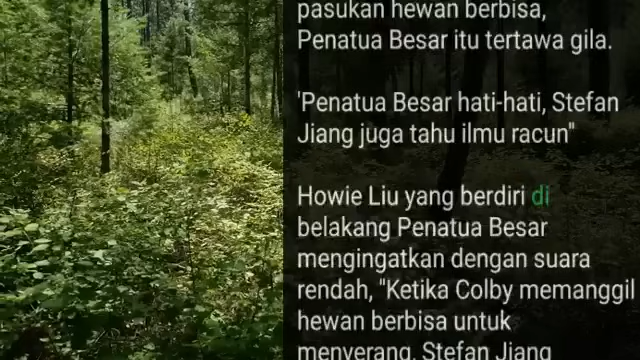 pasukan hewan berbisa,
Penatua Besar itu tertawa gila.
'Penatua Besar hati-hati, Stefan
Jiang juga tahu ilmu racun"
Howie Liu yang berdiri di
belakang Penatua Besar
mengingatkan dengan suara
rendah, "Ketika Colby memanggil
hewan berbisa untuk
menyerang, Stefan Jiang